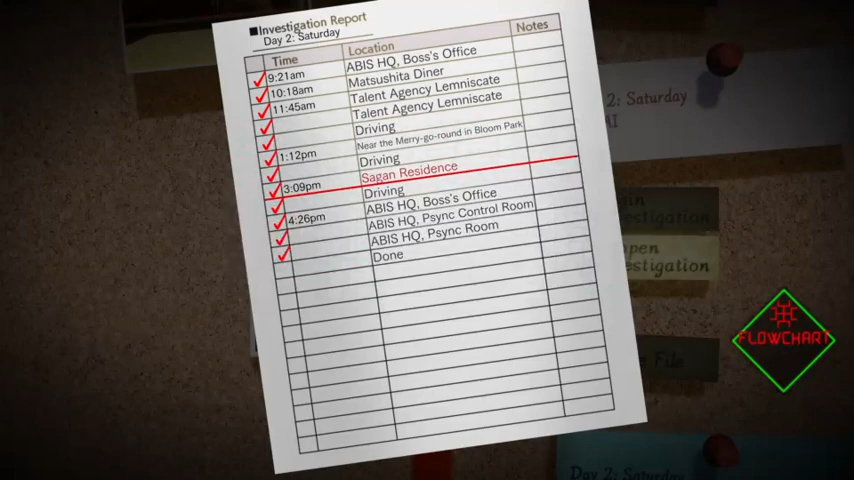 ■Investigation Report
Day 2: Saturday
Time Location Notes
9:21am ABIS HQ, Boss's Office
10:18am Matsushita Diner
11:45am Talent Agency Lemniscate
Talent Agency Lemniscate
Driving
1:12pm Near the Merry-go-round in Bloom Park
Driving
3:09pm Sagan Residence
Driving
4:26pm ABIS HQ, Boss's Office
ABIS HQ, Psync Control Room
ABIS HQ, Psync Room
Done
2: Saturday
AI
vestigation
open
estigation
File
FLOWCHART
Day 2: Saturday